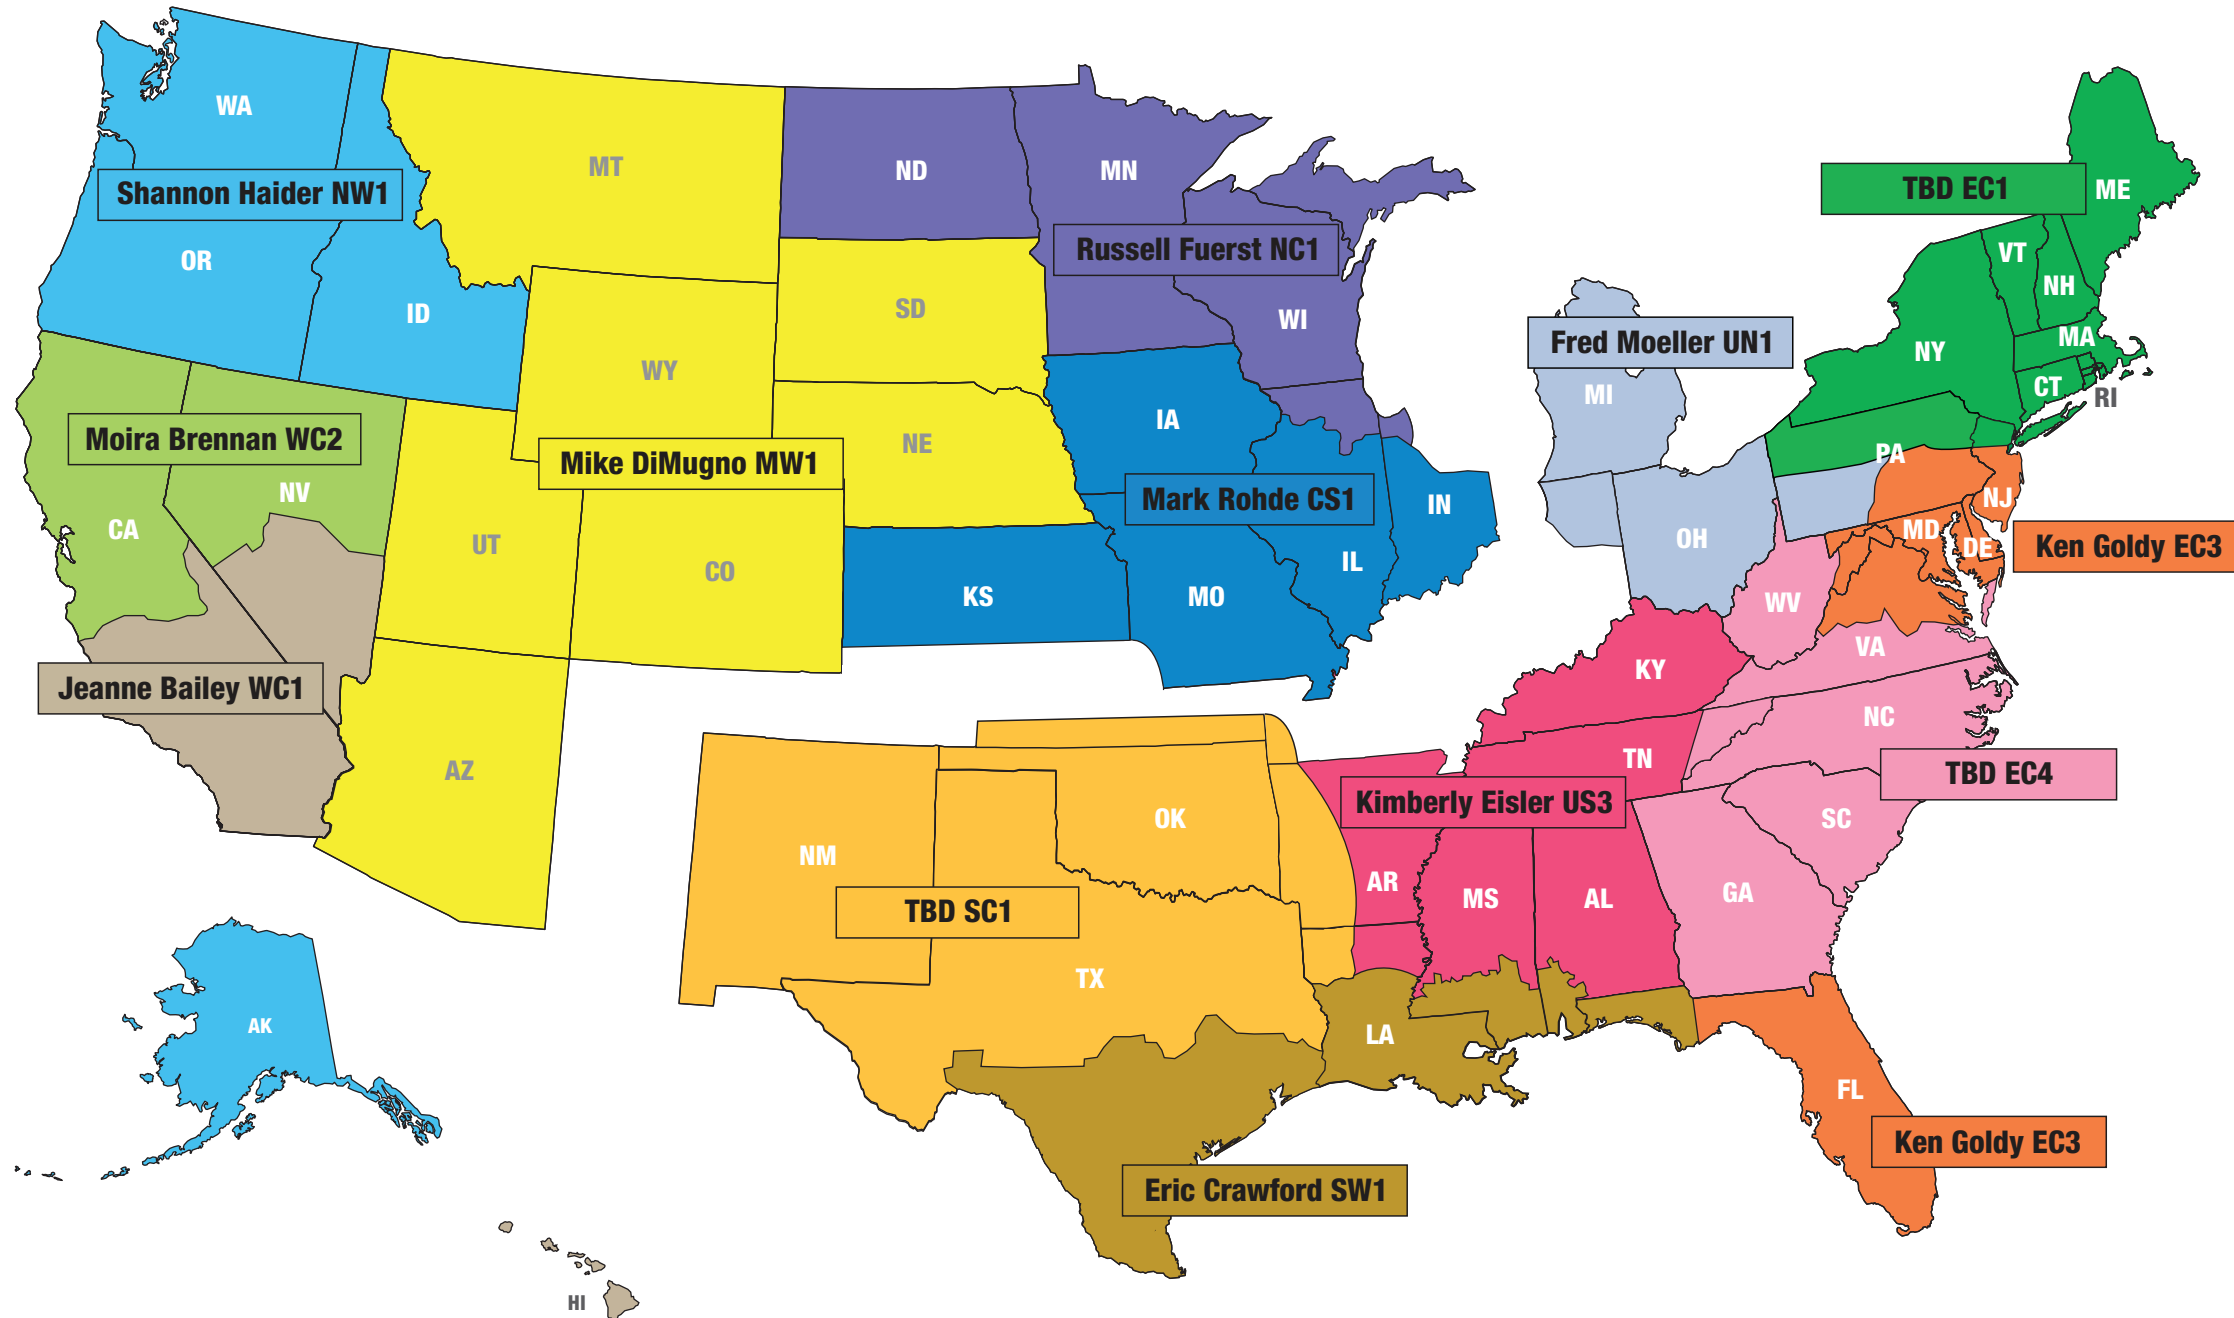 WA
MT
ND
MN
Shannon Haider NW1
TBD EC1
ME
OR
ID
SD
Russell Fuerst NC1
WI
VT
NH
WY
Fred Moeller UN1
MI
NY
MA
CT
RI
Moira Brennan WC2
NE
IA
PA
Mike DiMugno MW1
NV
CA
Mark Rohde CS1
IN
NJ
UT
CO
IL
OH
MD
DE
Ken Goldy EC3
KS
MO
WV
VA
KY
Jeanne Bailey WC1
NC
TN
AZ
TBD EC4
Kimberly Eisler US3
OK
SC
NM
AR
MS
AL
GA
TBD SC1
TX
AK
LA
FL
Ken Goldy EC3
Eric Crawford SW1
HI